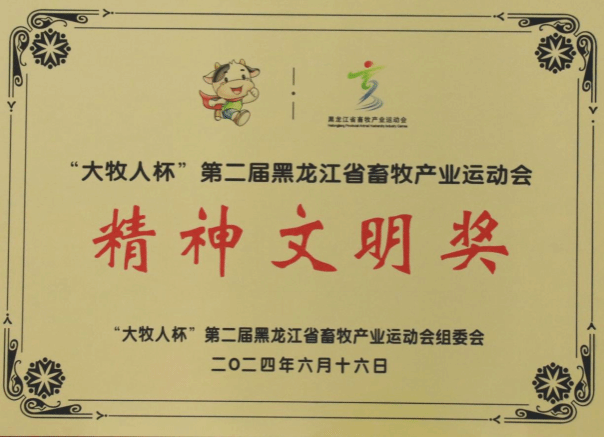 黑龙江省畜牧产业运动会
“大牧人杯”第二届黑龙江省畜牧产业运动会
精神文明奖
“大牧人杯”第二届黑龙江省畜牧产业运动会组委会
二〇二四年六月十六日